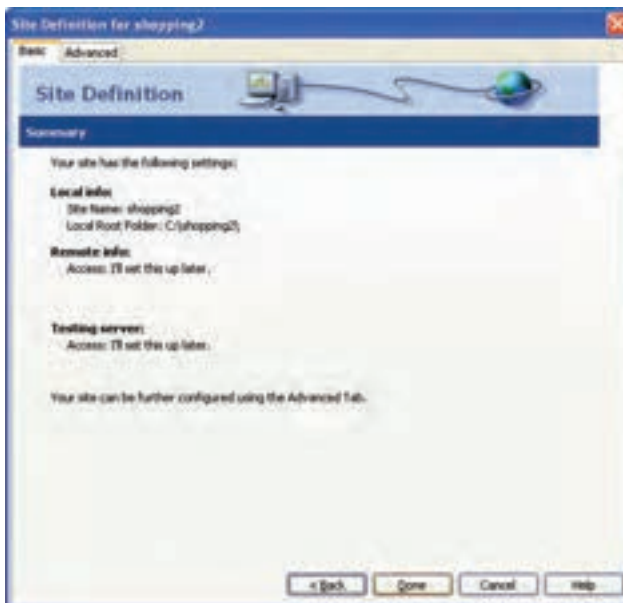 Site Definition for shopping2
Basic Advanced
Site Definition
Summary
Your site has the following settings:
Local info:
Site Name: shopping2
Local Root Folder: C:\shopping2\
Remote info:
Access: I'll set this up later.
Testing server:
Access: I'll set this up later.
Your site can be further configured using the Advanced Tab.
< Back Done Cancel Help